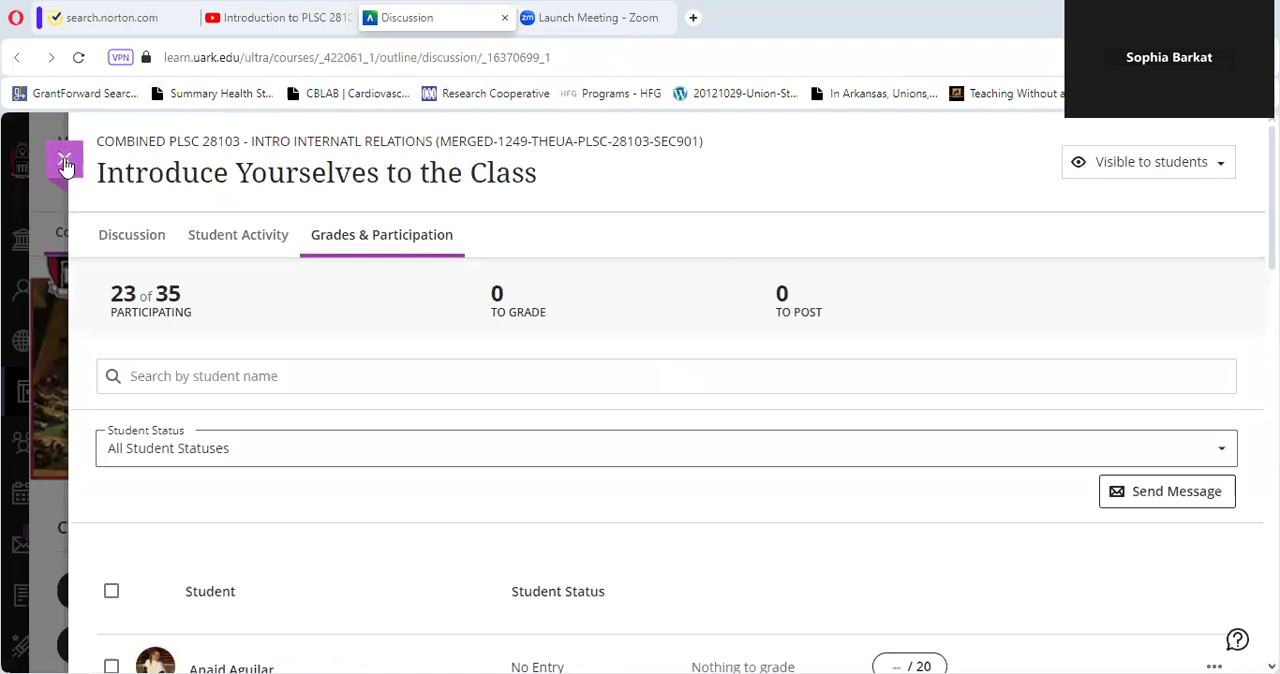 search.norton.com
Introduction to PLSC 281
Discussion
Launch Meeting - Zoom
VPN
learn.uark.edu/ultra/courses/_422061_1/outline/discussion/_16370699_1
GrantForward Searc...
Summary Health St...
CBLAB | Cardiovasc...
Research Cooperative
HFG Programs - HFG
20121029-Union-St...
In Arkansas, Unions,...
Teaching Without a
Sophia Barkat
COMBINED PLSC 28103 - INTRO INTERNATL RELATIONS (MERGED-1249-THEUA-PLSC-28103-SEC901)
Introduce Yourselves to the Class
Visible to students
Discussion
Student Activity
Grades & Participation
23 of 35
PARTICIPATING
0
TO GRADE
0
TO POST
Search by student name
Student Status
All Student Statuses
Send Message
Student
Student Status
Anaid Aguilar
No Entry
Nothing to grade
-- / 20